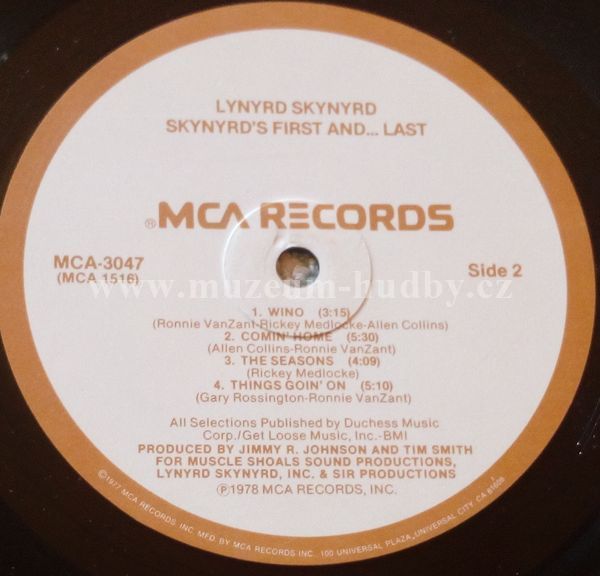 LYNYRD SKYNYRD
SKYNYRD'S FIRST AND... LAST
®MCA RECORDS
MCA-3047
(MCA 1516)
Side 2
www.muzeum-hudby.cz
1. WINO (3:15)
(Ronnie VanZant-Rickey Medlocke-Allen Collins)
2. COMIN' HOME (5:30)
(Allen Collins-Ronnie VanZant)
3. THE SEASONS (4:09)
(Rickey Medlocke)
4. THINGS GOIN' ON (5:10)
(Gary Rossington-Ronnie VanZant)
All Selections Published by Duchess Music
Corp./Get Loose Music, Inc.-BMI
PRODUCED BY JIMMY R. JOHNSON AND TIM SMITH
FOR MUSCLE SHOALS SOUND PRODUCTIONS,
LYNYRD SKYNYRD, INC. & SIR PRODUCTIONS
Ⓟ1978 MCA RECORDS, INC.
©1977 MCA RECORDS, INC. MFD. BY MCA RECORDS INC. 100 UNIVERSAL PLAZA, UNIVERSAL CITY, CA 91608